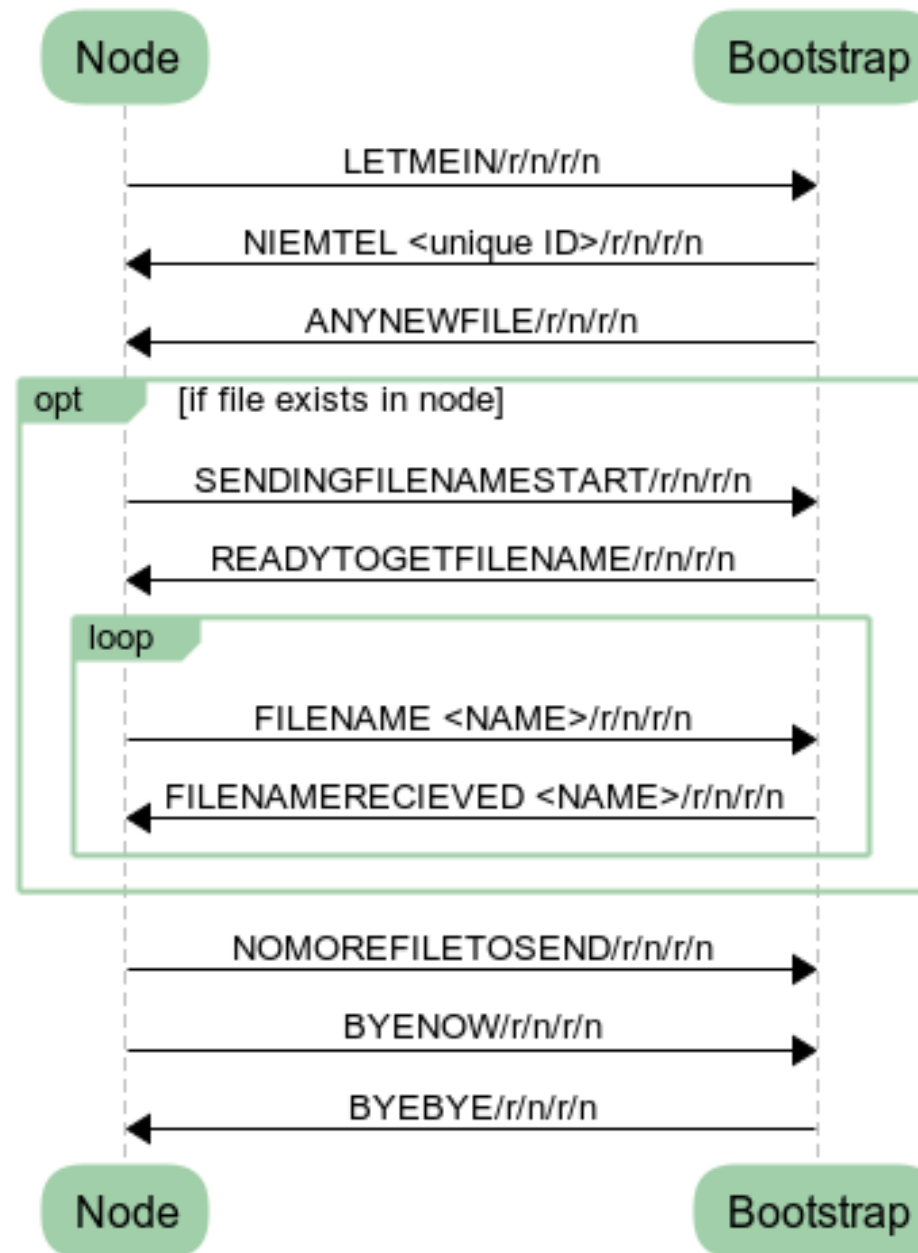 Node
Bootstrap
LETMEIN/r/n/r/n
NIEMTEL <unique ID>/r/n/r/n
ANYNEWFILE/r/n/r/n
opt
[if file exists in node]
SENDINGFILENAMESTART/r/n/r/n
READYTOGETFILENAME/r/n/r/n
loop
FILENAME <NAME>/r/n/r/n
FILENAMERECIEVED <NAME>/r/n/r/n
NOMOREFILETOSEND/r/n/r/n
BYENOW/r/n/r/n
BYEBYE/r/n/r/n
Node
Bootstrap